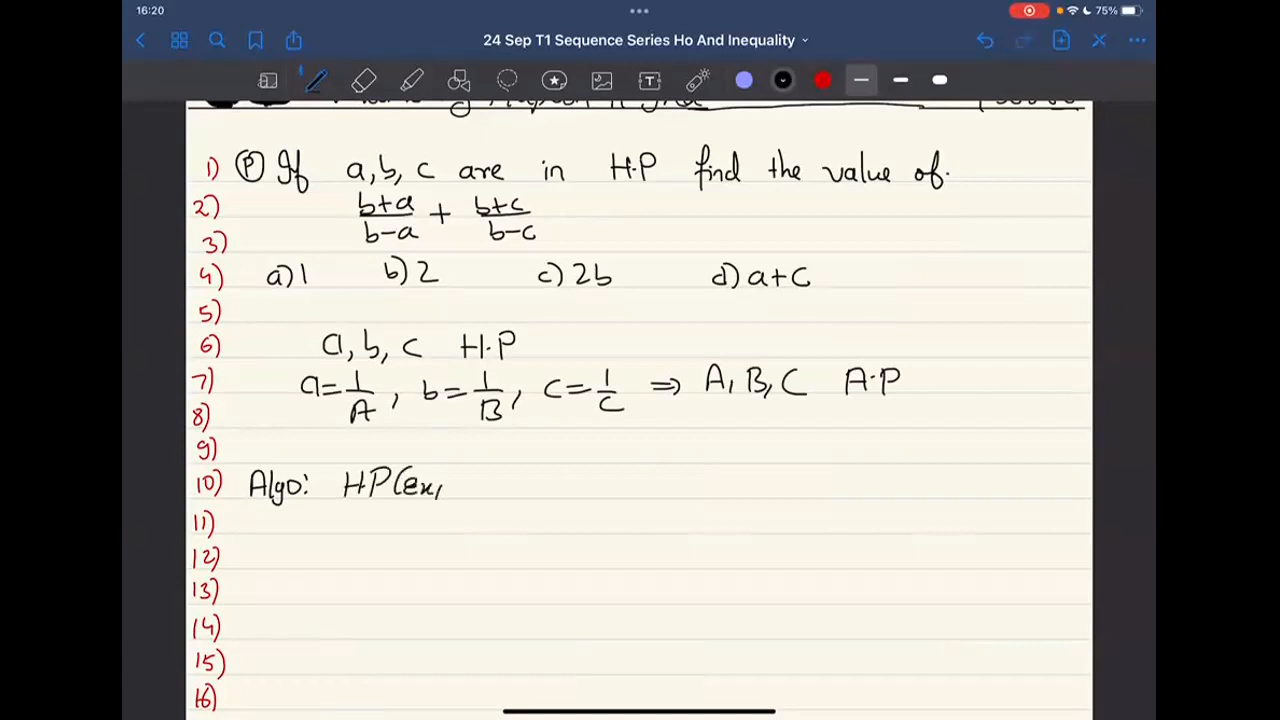 16:20
75%
24 Sep T1 Sequence Series Ho And Inequality
1) (P) If a, b, c are in H.P find the value of.
2) b+a/b-a + b+c/b-c
3)
4) a) 1 b) 2 c) 2b d) a+c
5)
6) a, b, c H.P
7) a = 1/A, b = 1/B, c = 1/C ⇒ A, B, C A.P
8)
9)
10) Algo: H.P(ex,
11)
12)
13)
14)
15)
16)